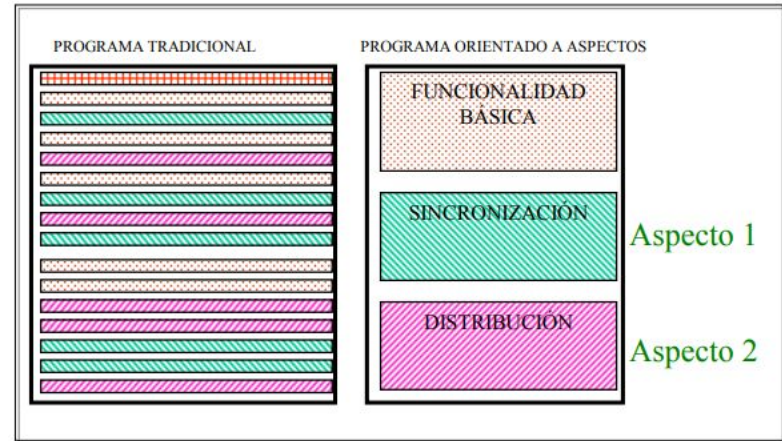 PROGRAMA TRADICIONAL
PROGRAMA ORIENTADO A ASPECTOS
FUNCIONALIDAD
BÁSICA
SINCRONIZACIÓN
Aspecto 1
DISTRIBUCIÓN
Aspecto 2